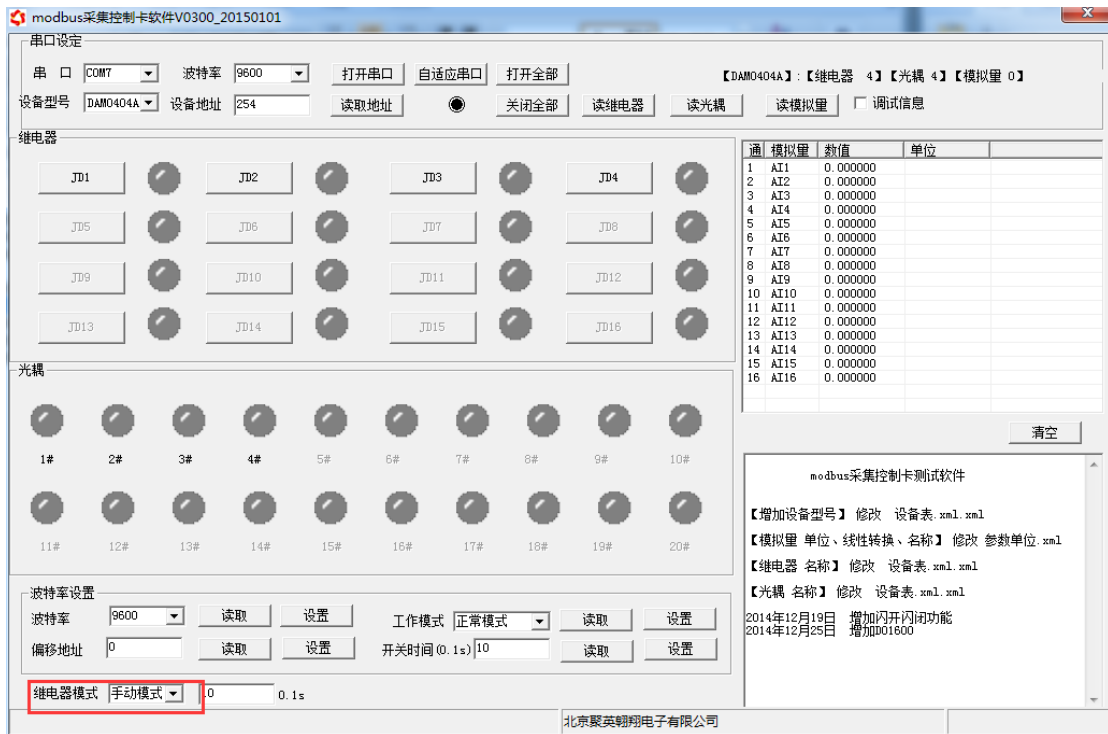 modbus采集控制卡软件V0300_20150101
串口设定
串 口 COM7 波特率 9600 打开串口 自适应串口 打开全部 【DAM0404A】:【继电器 4】【光耦 4】【模拟量 0】
设备型号 DAM0404A 设备地址 254 读取地址 关闭全部 读继电器 读光耦 读模拟量 调试信息
继电器
JD1 JD2 JD3 JD4
JD5 JD6 JD7 JD8
JD9 JD10 JD11 JD12
JD13 JD14 JD15 JD16
通 模拟量 数值 单位
1 AI1 0.000000
2 AI2 0.000000
3 AI3 0.000000
4 AI4 0.000000
5 AI5 0.000000
6 AI6 0.000000
7 AI7 0.000000
8 AI8 0.000000
9 AI9 0.000000
10 AI10 0.000000
11 AI11 0.000000
12 AI12 0.000000
13 AI13 0.000000
14 AI14 0.000000
15 AI15 0.000000
16 AI16 0.000000
清空
光耦
1# 2# 3# 4# 5# 6# 7# 8# 9# 10#
11# 12# 13# 14# 15# 16# 17# 18# 19# 20#
modbus采集控制卡测试软件
【增加设备型号】 修改 设备表.xml.xml
【模拟量 单位、线性转换、名称】 修改 参数单位.xml
【继电器 名称】 修改 设备表.xml.xml
【光耦 名称】 修改 设备表.xml.xml
2014年12月19日 增加闪开闪闭功能
2014年12月25日 增加DO1600
波特率设置
波特率 9600 读取 设置 工作模式 正常模式 读取 设置
偏移地址 0 读取 设置 开关时间(0.1s) 10 读取 设置
继电器模式 手动模式 10 0.1s
北京聚英翱翔电子有限公司